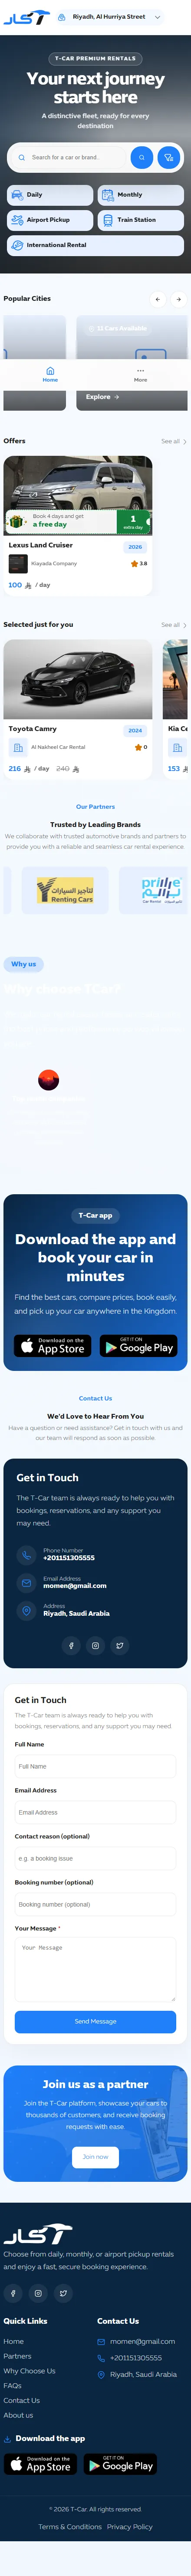 Riyadh, Al Hurriya Street
T-CAR PREMIUM RENTALS
Your next journey
starts here
A distinctive fleet, ready for every
destination
Search for a car or brand..
Daily
Monthly
Airport Pickup
Train Station
International Rental
Popular Cities
11 Cars Available
Home
More
Explore →
Offers
See all
Book 4 days and get
a free day
1
extra day
Lexus Land Cruiser
2026
Kiayada Company
3.8
100 / day
Selected just for you
See all
Toyota Camry
2024
Al Nakheel Car Rental
0
216 / day 240
Kia Ce
153
Our Partners
Trusted by Leading Brands
We collaborate with trusted automotive brands and partners to
provide you with a reliable and seamless car rental experience.
لتأجير السيارات
YELLOW
prime
Car Rental
Why us
Why choose TCar?
T-Car app
Download the app and
book your car in
minutes
Find the best cars, compare prices, book easily,
and pick up your car anywhere in the Kingdom.
Download on the
App Store
GET IT ON
Google Play
Contact Us
We'd Love to Hear From You
Have a question or need assistance? Get in touch with us and
our team will respond as soon as possible.
Get in Touch
The T-Car team is always ready to help you with
bookings, reservations, and any support you
may need.
Phone Number
+201151305555
Email Address
momen@gmail.com
Address
Riyadh, Saudi Arabia
Get in Touch
The T-Car team is always ready to help you with
bookings, reservations, and any support you may need.
Full Name
Full Name
Email Address
Email Address
Contact reason (optional)
e.g. a booking issue
Booking number (optional)
Booking number (optional)
Your Message *
Your Message
Send Message
Join us as a partner
Join the T-Car platform, showcase your cars to
thousands of customers, and receive booking
requests with ease.
Join now
Choose from daily, monthly, or airport pickup rentals
and enjoy a fast, secure booking experience.
Quick Links
Home
Partners
Why Choose Us
FAQs
Contact Us
About us
Contact Us
momen@gmail.com
+201151305555
Riyadh, Saudi Arabia
Download the app
Download on the
App Store
GET IT ON
Google Play
© 2026 T-Car. All rights reserved.
Terms & Conditions Privacy Policy